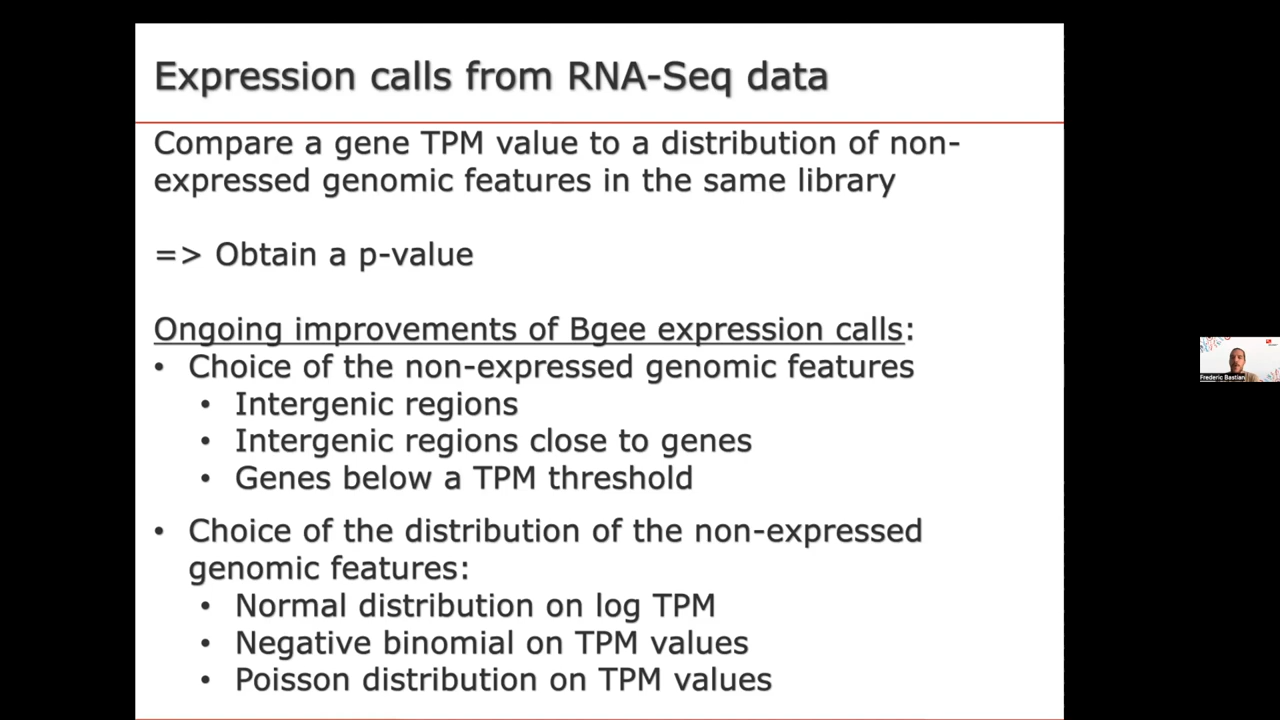 Expression calls from RNA-Seq data
Compare a gene TPM value to a distribution of non-
expressed genomic features in the same library
=> Obtain a p-value
Ongoing improvements of Bgee expression calls:
• Choice of the non-expressed genomic features
• Intergenic regions
• Intergenic regions close to genes
• Genes below a TPM threshold
• Choice of the distribution of the non-expressed
genomic features:
• Normal distribution on log TPM
• Negative binomial on TPM values
• Poisson distribution on TPM values
Frederic Bastian